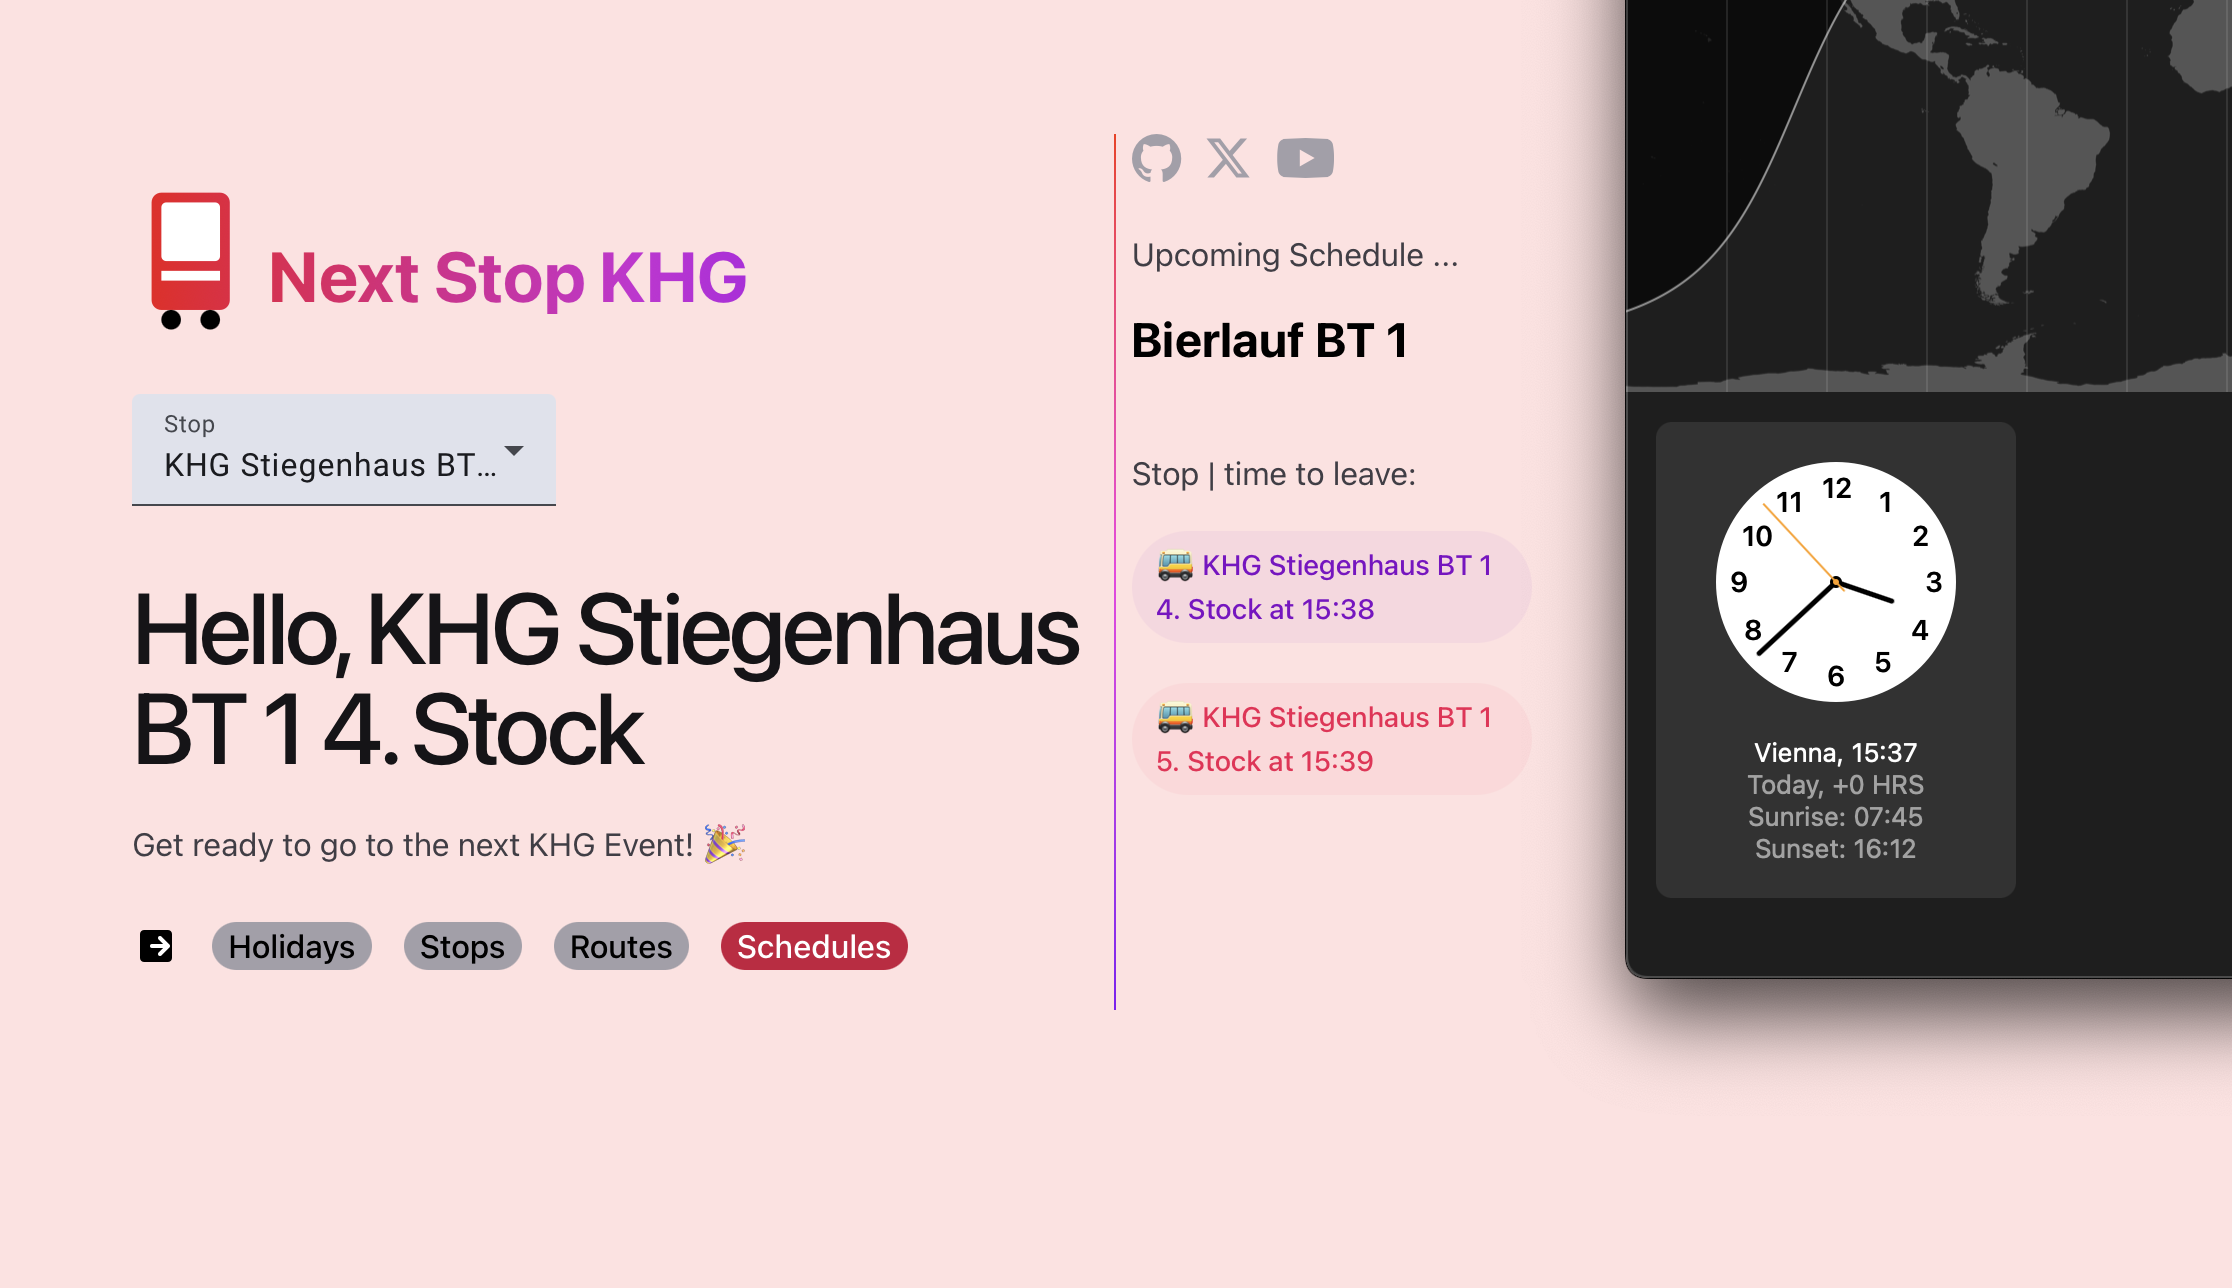 Next Stop KHG
Stop
KHG Stiegenhaus BT...
Hello, KHG Stiegenhaus
BT 1 4. Stock
Get ready to go to the next KHG Event! 🎉
Holidays
Stops
Routes
Schedules
Upcoming Schedule ...
Bierlauf BT 1
Stop | time to leave:
🚌 KHG Stiegenhaus BT 1
4. Stock at 15:38
🚌 KHG Stiegenhaus BT 1
5. Stock at 15:39
12
1
2
3
4
5
6
7
8
9
10
11
Vienna, 15:37
Today, +0 HRS
Sunrise: 07:45
Sunset: 16:12